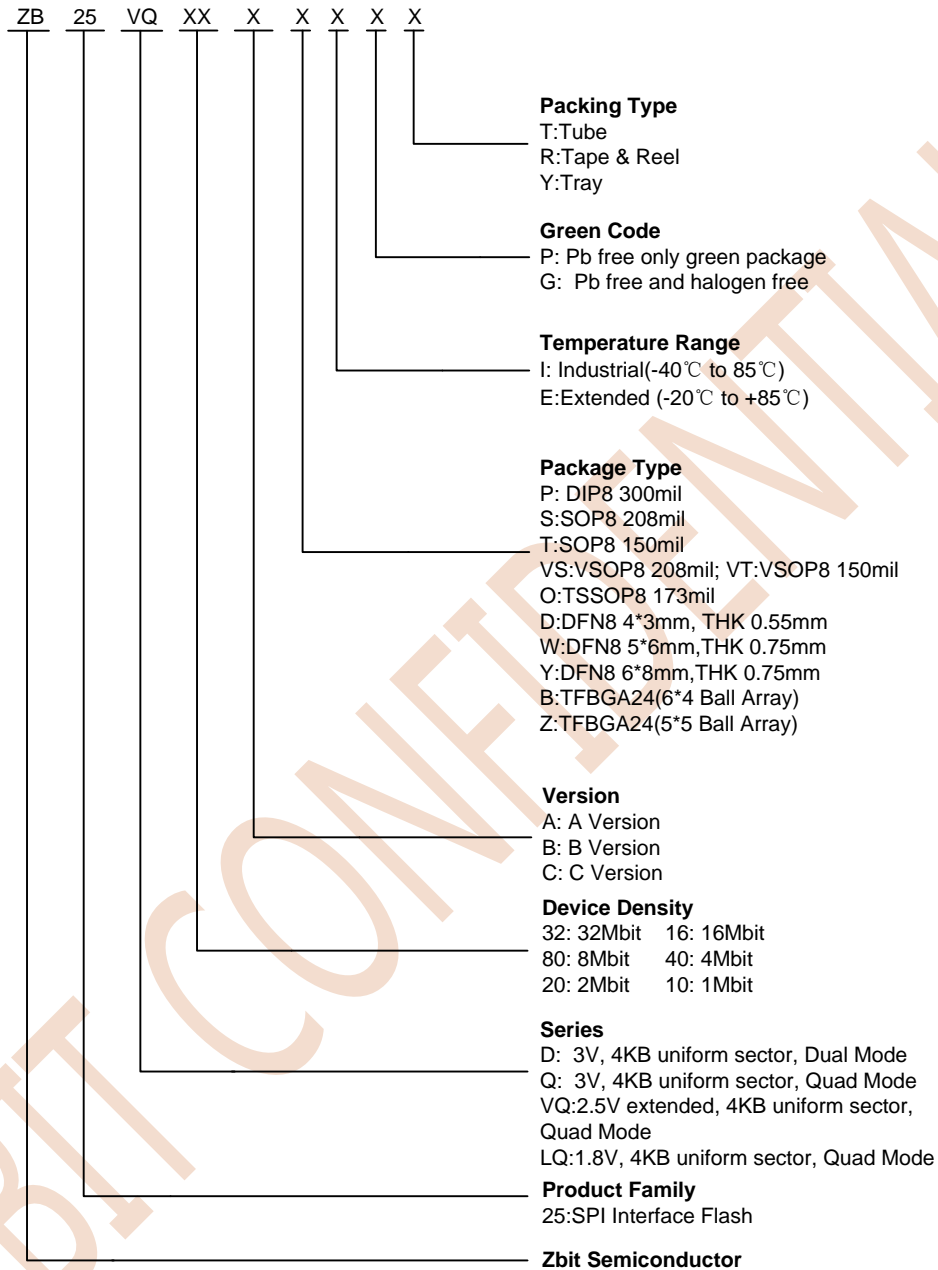 ZB 25 VQ XX X X X X X
Packing Type
T:Tube
R:Tape & Reel
Y:Tray
Green Code
P: Pb free only green package
G: Pb free and halogen free
Temperature Range
I: Industrial(-40℃ to 85℃)
E:Extended (-20℃ to +85℃)
Package Type
P: DIP8 300mil
S:SOP8 208mil
T:SOP8 150mil
VS:VSOP8 208mil; VT:VSOP8 150mil
O:TSSOP8 173mil
D:DFN8 4*3mm, THK 0.55mm
W:DFN8 5*6mm,THK 0.75mm
Y:DFN8 6*8mm,THK 0.75mm
B:TFBGA24(6*4 Ball Array)
Z:TFBGA24(5*5 Ball Array)
Version
A: A Version
B: B Version
C: C Version
Device Density
32: 32Mbit 16: 16Mbit
80: 8Mbit 40: 4Mbit
20: 2Mbit 10: 1Mbit
Series
D: 3V, 4KB uniform sector, Dual Mode
Q: 3V, 4KB uniform sector, Quad Mode
VQ:2.5V extended, 4KB uniform sector,
Quad Mode
LQ:1.8V, 4KB uniform sector, Quad Mode
Product Family
25:SPI Interface Flash
Zbit Semiconductor
BIT CONFIDENTIA